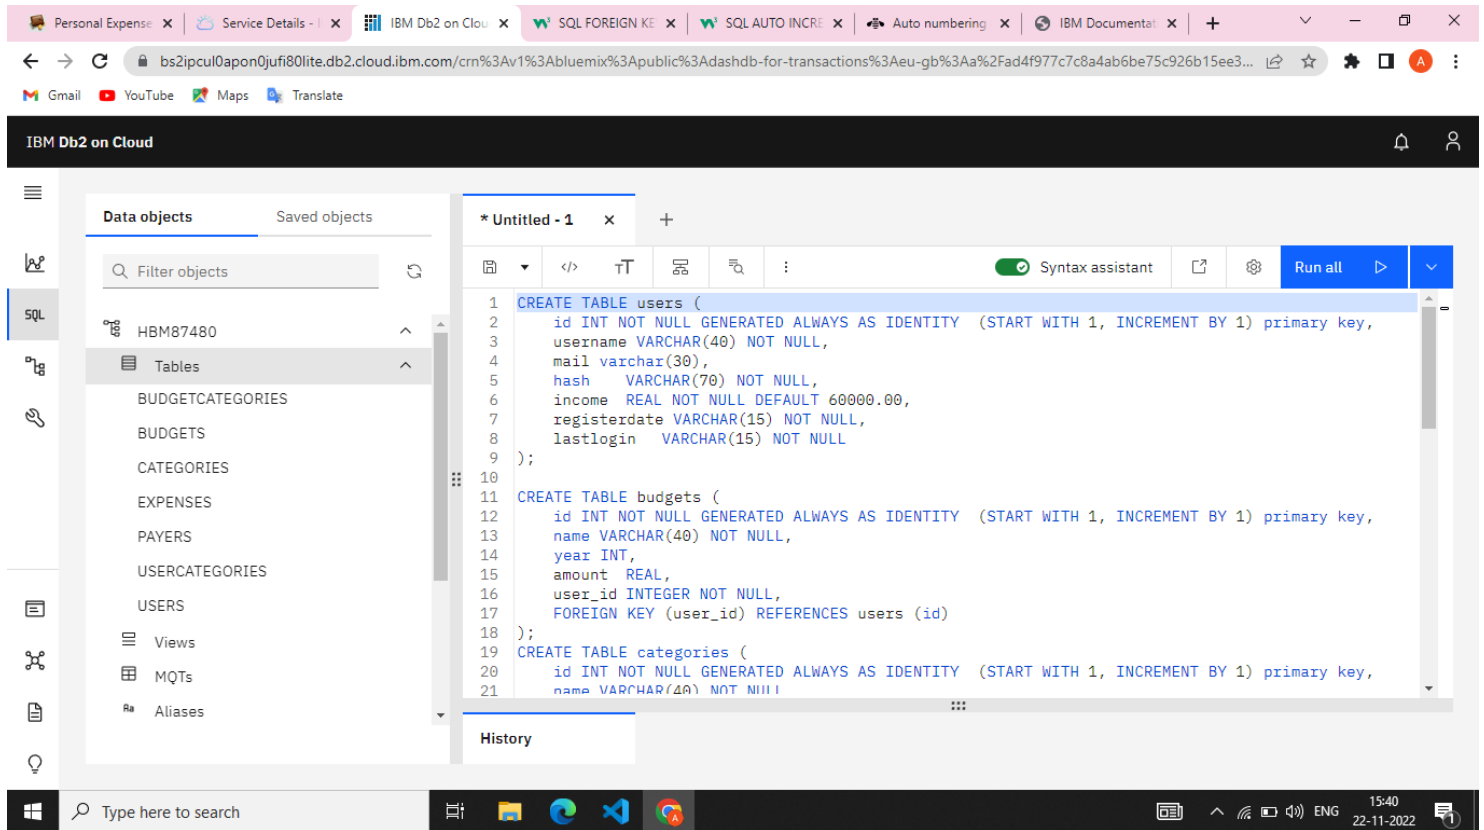 Personal Expense
Service Details - I
IBM Db2 on Clou
SQL FOREIGN KE
SQL AUTO INCRE
Auto numbering
IBM Documentat
bs2ipcul0apon0jufi80lite.db2.cloud.ibm.com/crn%3Av1%3Abluemix%3Apublic%3Adashdb-for-transactions%3Aeu-gb%3Aa%2Fad4f977c7c8a4ab6be75c926b15ee3...
A
Gmail
YouTube
Maps
Translate
IBM Db2 on Cloud
SQL
Data objects
Saved objects
Filter objects
HBM87480
Tables
BUDGETCATEGORIES
BUDGETS
CATEGORIES
EXPENSES
PAYERS
USERCATEGORIES
USERS
Views
MQTs
Aliases
* Untitled - 1
Syntax assistant
Run all
1 CREATE TABLE users (
2 id INT NOT NULL GENERATED ALWAYS AS IDENTITY  (START WITH 1, INCREMENT BY 1) primary key,
3 username VARCHAR(40) NOT NULL,
4 mail varchar(30),
5 hash    VARCHAR(70) NOT NULL,
6 income  REAL NOT NULL DEFAULT 60000.00,
7 registerdate VARCHAR(15) NOT NULL,
8 lastlogin   VARCHAR(15) NOT NULL
9 );
10
11 CREATE TABLE budgets (
12 id INT NOT NULL GENERATED ALWAYS AS IDENTITY  (START WITH 1, INCREMENT BY 1) primary key,
13 name VARCHAR(40) NOT NULL,
14 year INT,
15 amount  REAL,
16 user_id INTEGER NOT NULL,
17 FOREIGN KEY (user_id) REFERENCES users (id)
18 );
19 CREATE TABLE categories (
20 id INT NOT NULL GENERATED ALWAYS AS IDENTITY  (START WITH 1, INCREMENT BY 1) primary key,
21 name VARCHAR(40) NOT NULL
History
Type here to search
ENG
15:40
22-11-2022
1